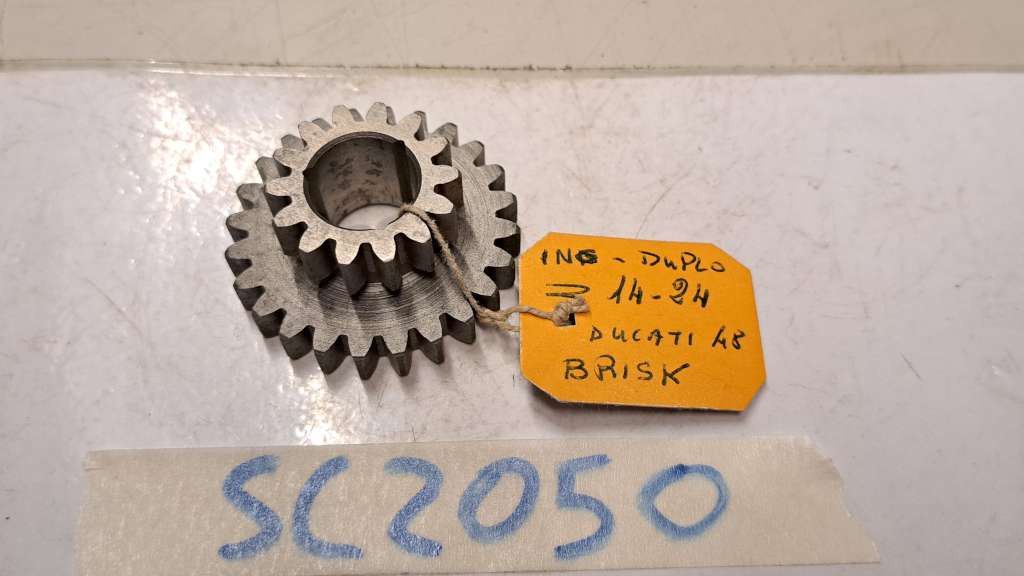 ING - DUPLO
Z 14-24
DUCATI 48
BRISK
SC2050